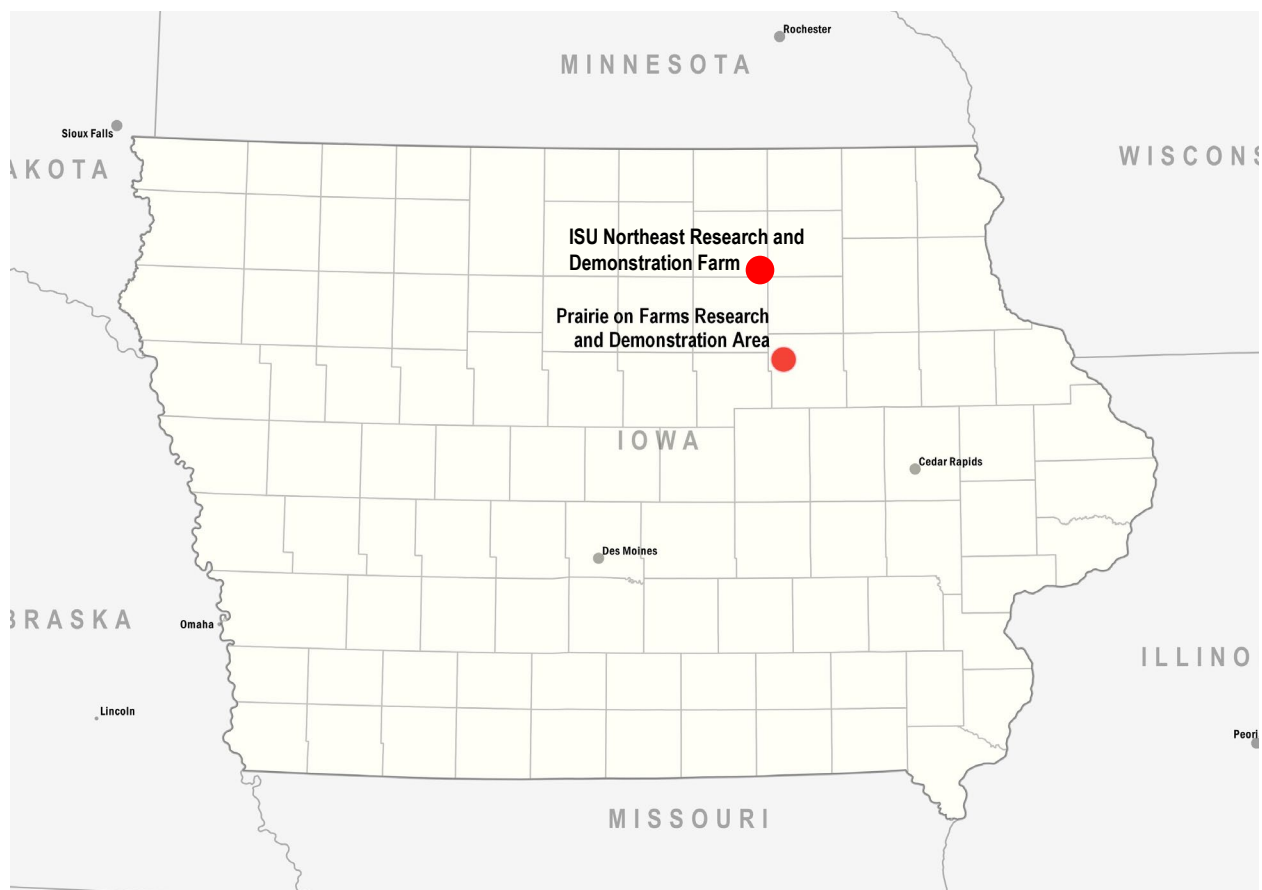 Rochester
MINNESOTA
Sioux Falls
AKOTA
WISCONS
ISU Northeast Research and
Demonstration Farm
Prairie on Farms Research
and Demonstration Area
IOWA
Cedar Rapids
Des Moines
BRASKA
Omaha
ILLINO
Lincoln
Peori
MISSOURI